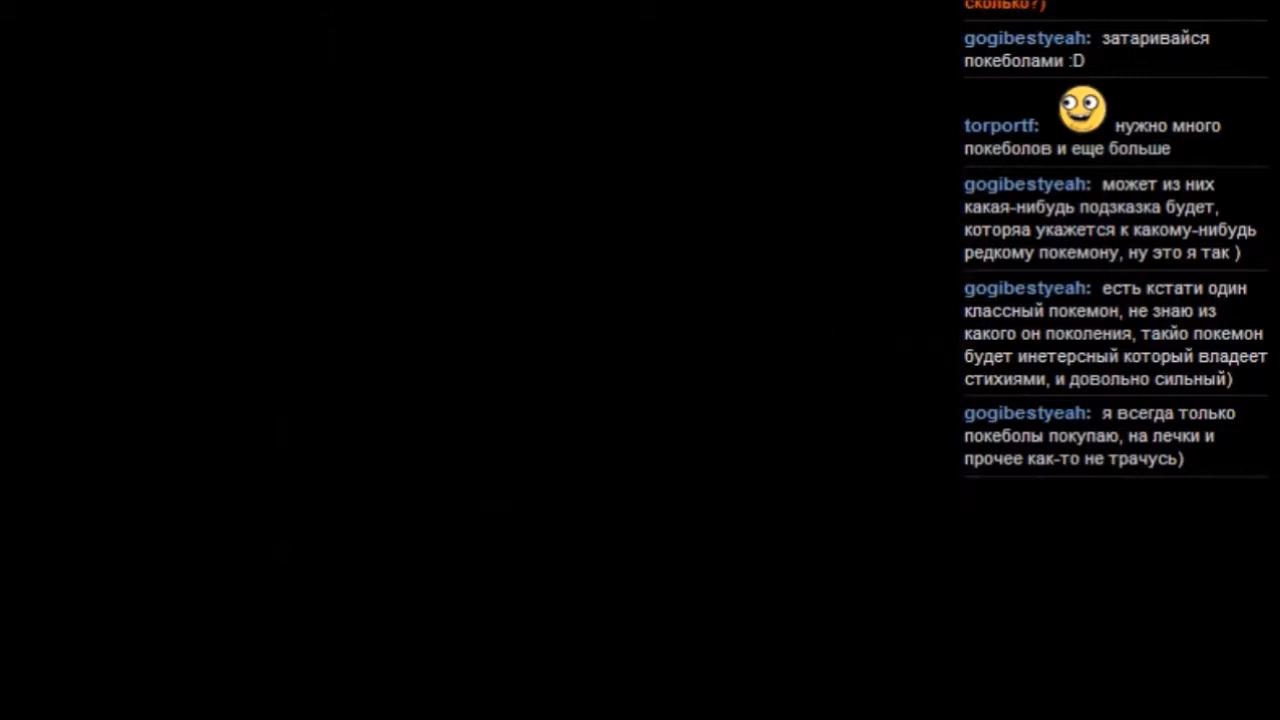 сколько?)
gogibestyeah: затаривайся
покеболами :D
torportf: нужно много
покеболов и еще больше
gogibestyeah: может из них
какая-нибудь подзказка будет,
которяа укажется к какому-нибудь
редкому покемону, ну это я так )
gogibestyeah: есть кстати один
классный покемон, не знаю из
какого он поколения, такйо покемон
будет инетерсный который владеет
стихиями, и довольно сильный)
gogibestyeah: я всегда только
покеболы покупаю, на лечки и
прочее как-то не трачусь)